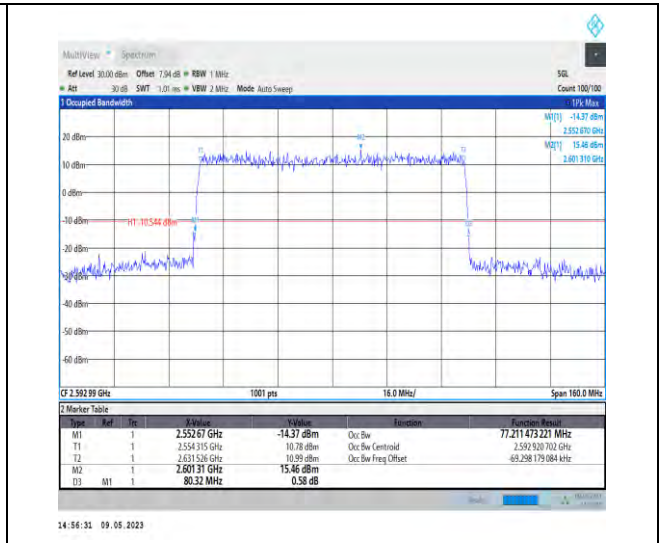 MultiView Spectrum
Ref Level 30.00 dBm Offset 7.94 dB RBW 1 MHz SGL
Att 30 dB SWT 1.01 ms VBW 2 MHz Mode Auto Sweep Count 100/100
1 Occupied Bandwidth 1Pk Max
M1[1] -14.37 dBm
2.552 670 GHz
M2[1] 15.46 dBm
2.601 310 GHz
20 dBm
M2
T1
10 dBm
0 dBm
-10 dBm H1 -10.544 dBm
-20 dBm
-30 dBm
-40 dBm
-50 dBm
-60 dBm
CF 2.592 99 GHz 1001 pts 16.0 MHz/ Span 160.0 MHz
2 Marker Table
Type Ref Trc X-Value Y-Value Function Function Result
M1 1 2.552 67 GHz -14.37 dBm Occ Bw 77.211 473 221 MHz
T1 1 2.554 315 GHz 10.78 dBm Occ Bw Centroid 2.592 920 702 GHz
T2 1 2.631 526 GHz 10.99 dBm Occ Bw Freq Offset -69.298 179 084 kHz
M2 1 2.601 31 GHz 15.46 dBm
D3 M1 1 80.32 MHz 0.58 dB
14:56:31 09.05.2023